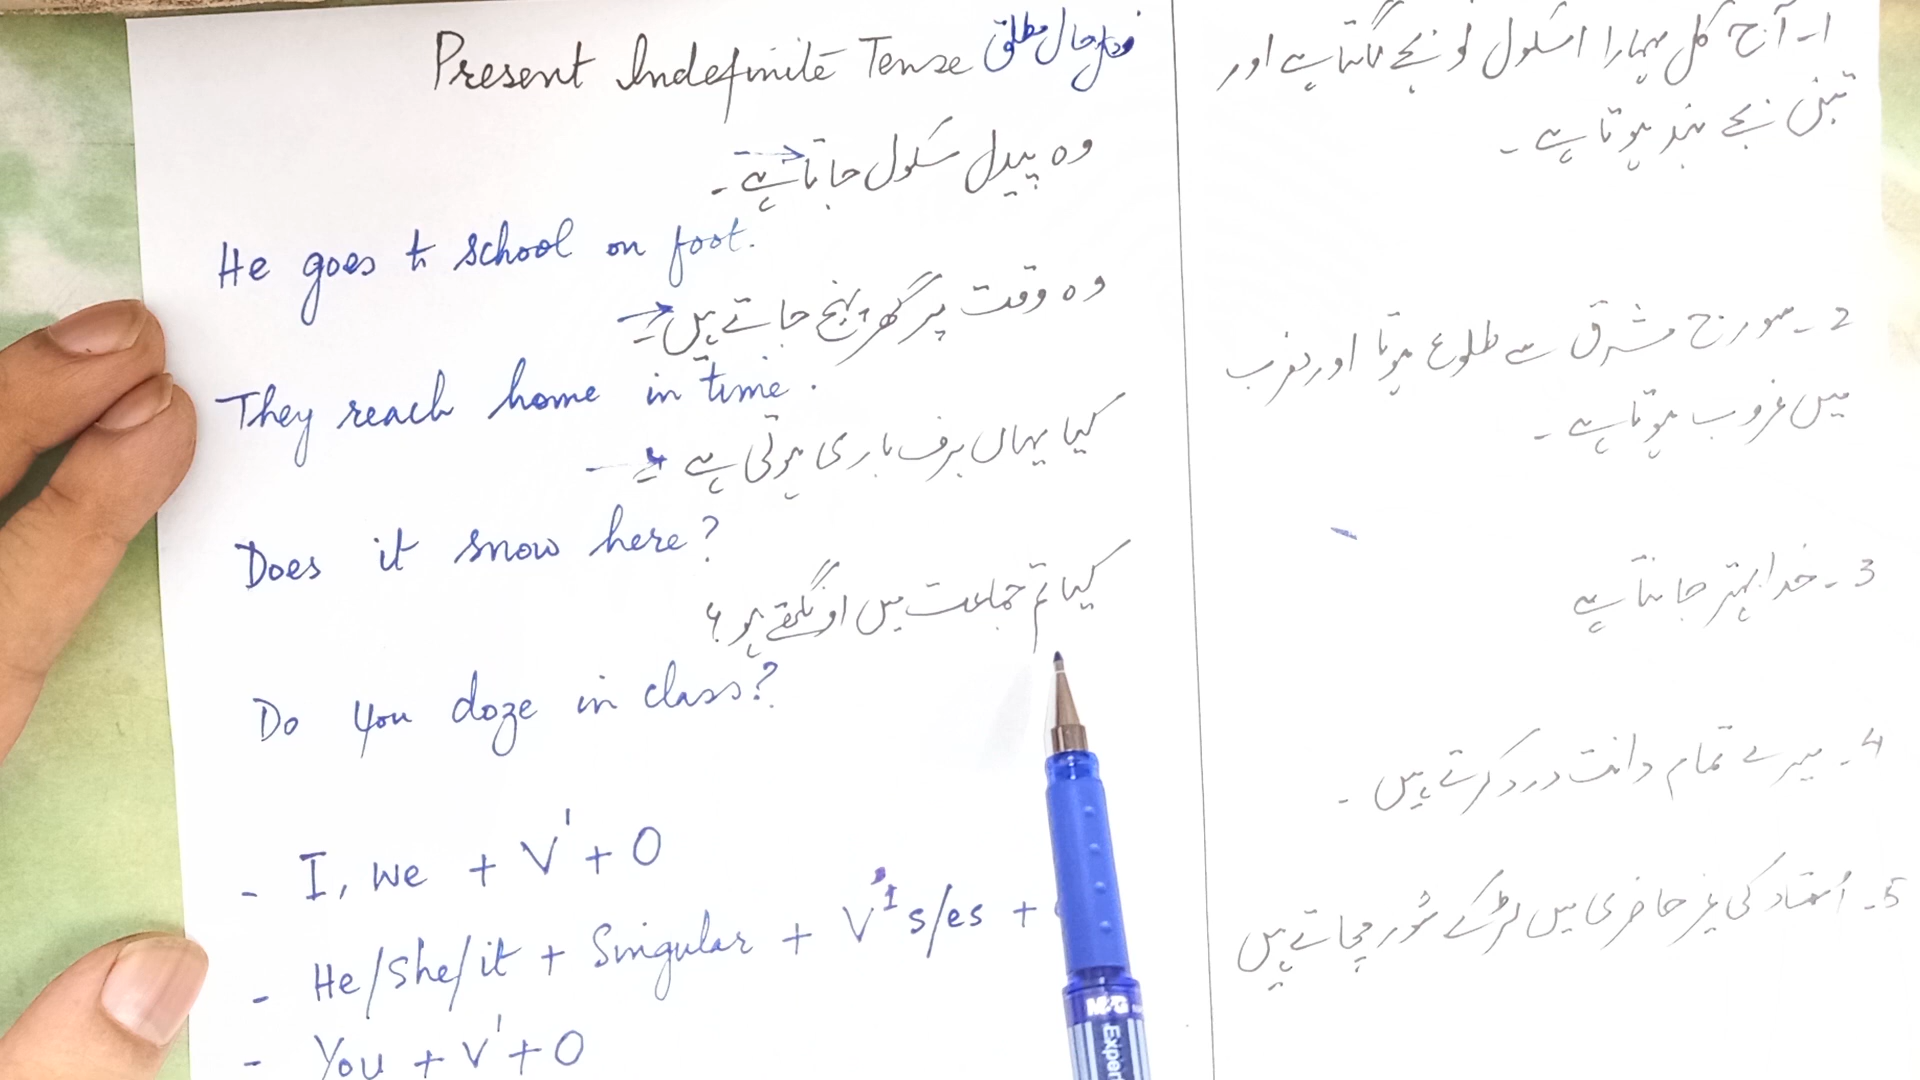 Present Indefinite Tense فعل حال مطلق
وہ پیدل سکول جاتا ہے۔
He goes to school on foot.
وہ وقت پر گھر پہنچ جاتے ہیں۔
They reach home in time.
کیا یہاں برف باری ہوتی ہے
Does it snow here?
کیا تم جماعت میں اونگھتے ہو؟
Do you doze in class?
- I, we + V¹ + O
- He/She/it + Singular + V¹ s/es +
- You + V¹ + O
1۔ آج کل ہمارا اسکول نو بجے لگتا ہے اور
تین بجے بند ہوتا ہے۔
2۔ سورج مشرق سے طلوع ہوتا اور مغرب
میں غروب ہوتا ہے۔
3۔ خدا بہتر جانتا ہے
4۔ میرے تمام دانت درد کرتے ہیں۔
5۔ استاد کی غیر حاضری میں لڑکے شور مچاتے ہیں
M&G
Exper